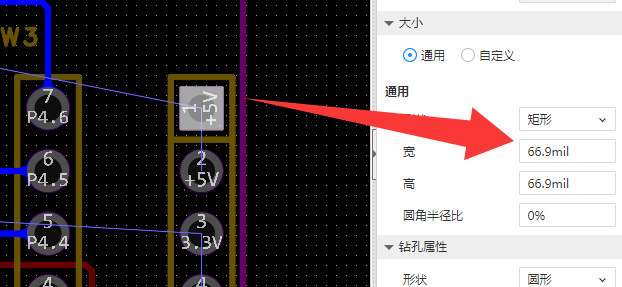 W3
7
P4.6
6
P4.5
5
P4.4
4
1
+5V
2
+5V
3
3.3V
4
大小
通用
自定义
通用
矩形
宽
66.9mil
高
66.9mil
圆角半径比
0%
钻孔属性
形状
圆形